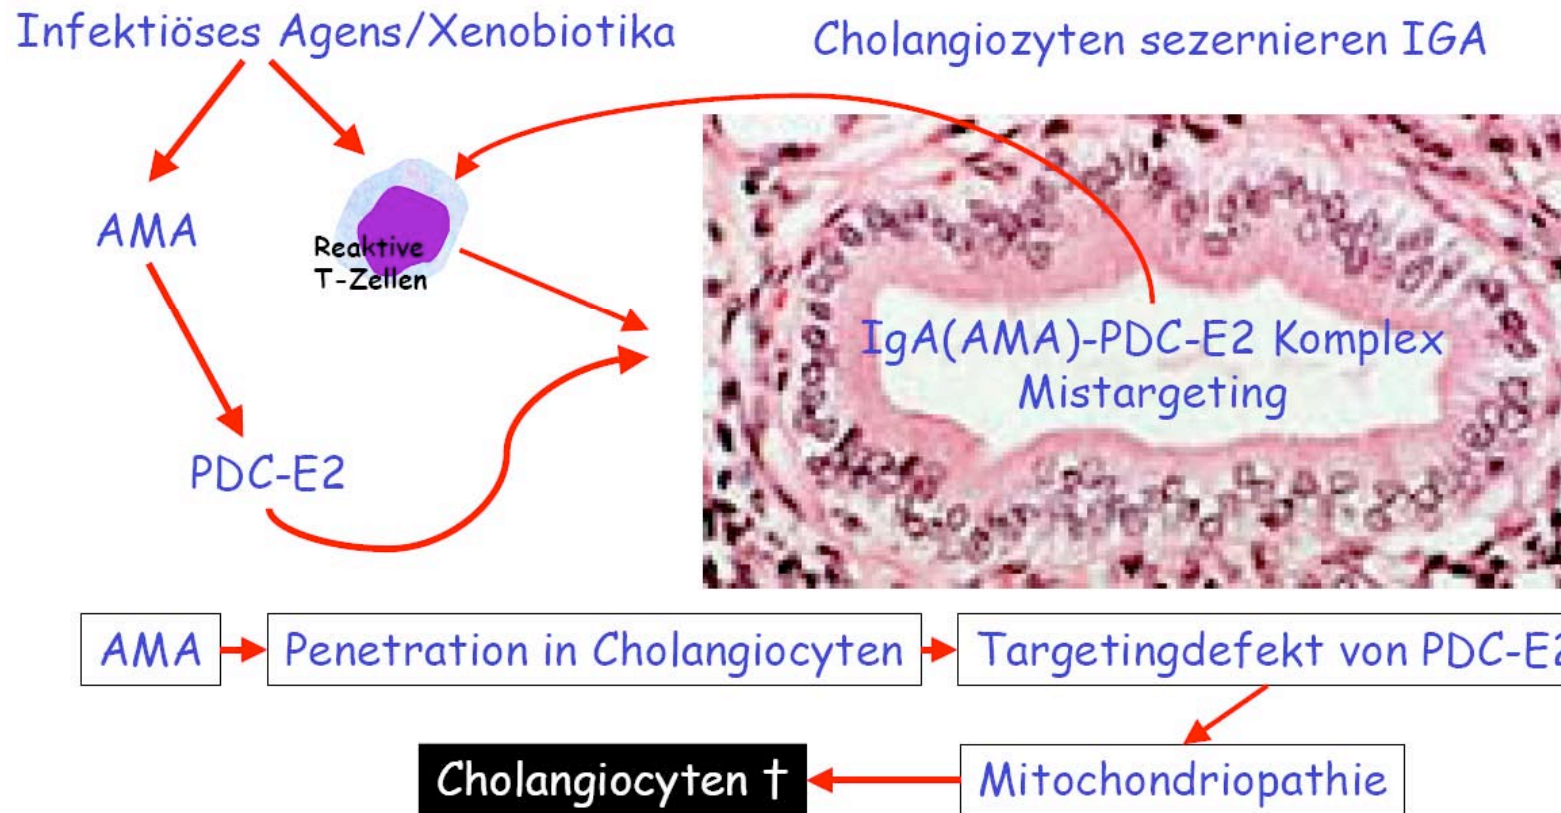 Infektiöses Agens/Xenobiotika
Cholangiozyten sezernieren IGA
AMA
Reaktive
T-Zellen
IgA(AMA)-PDC-E2 Komplex
Mistargeting
PDC-E2
AMA
Penetration in Cholangiocyten
Targetingdefekt von PDC-E2
Cholangiocyten †
Mitochondriopathie